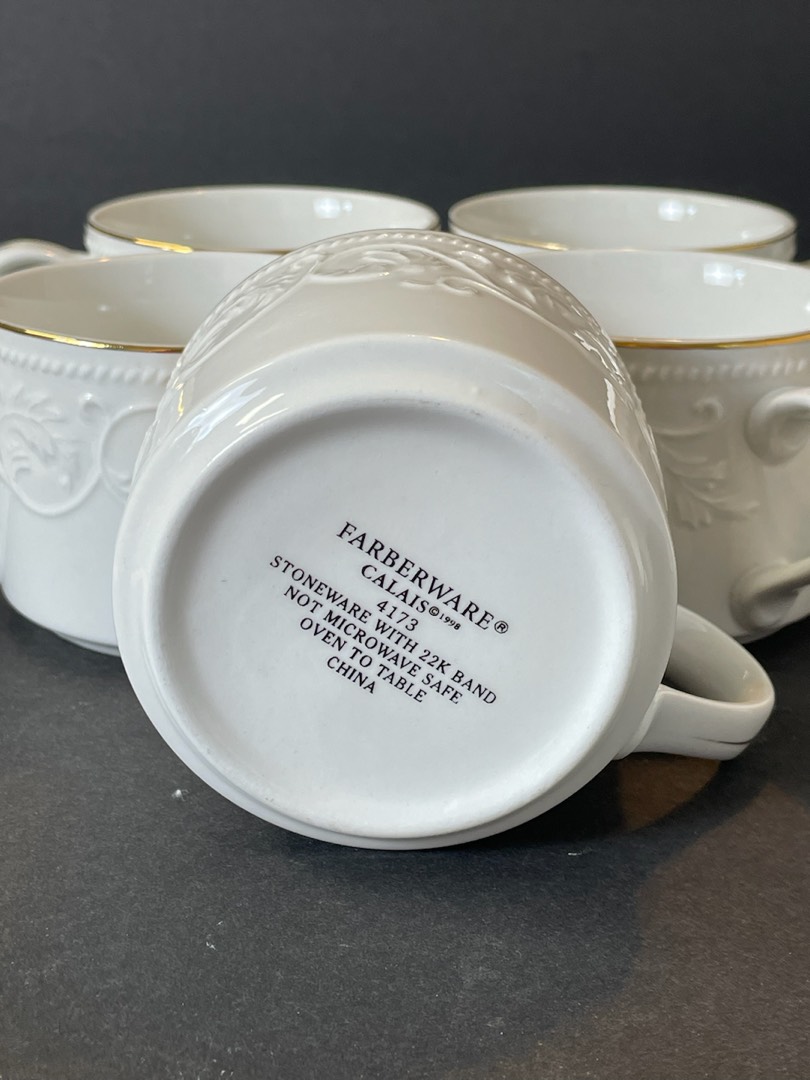 FARBERWARE®
CALAIS©1998
4173
STONEWARE WITH 22K BAND
NOT MICROWAVE SAFE
OVEN TO TABLE
CHINA